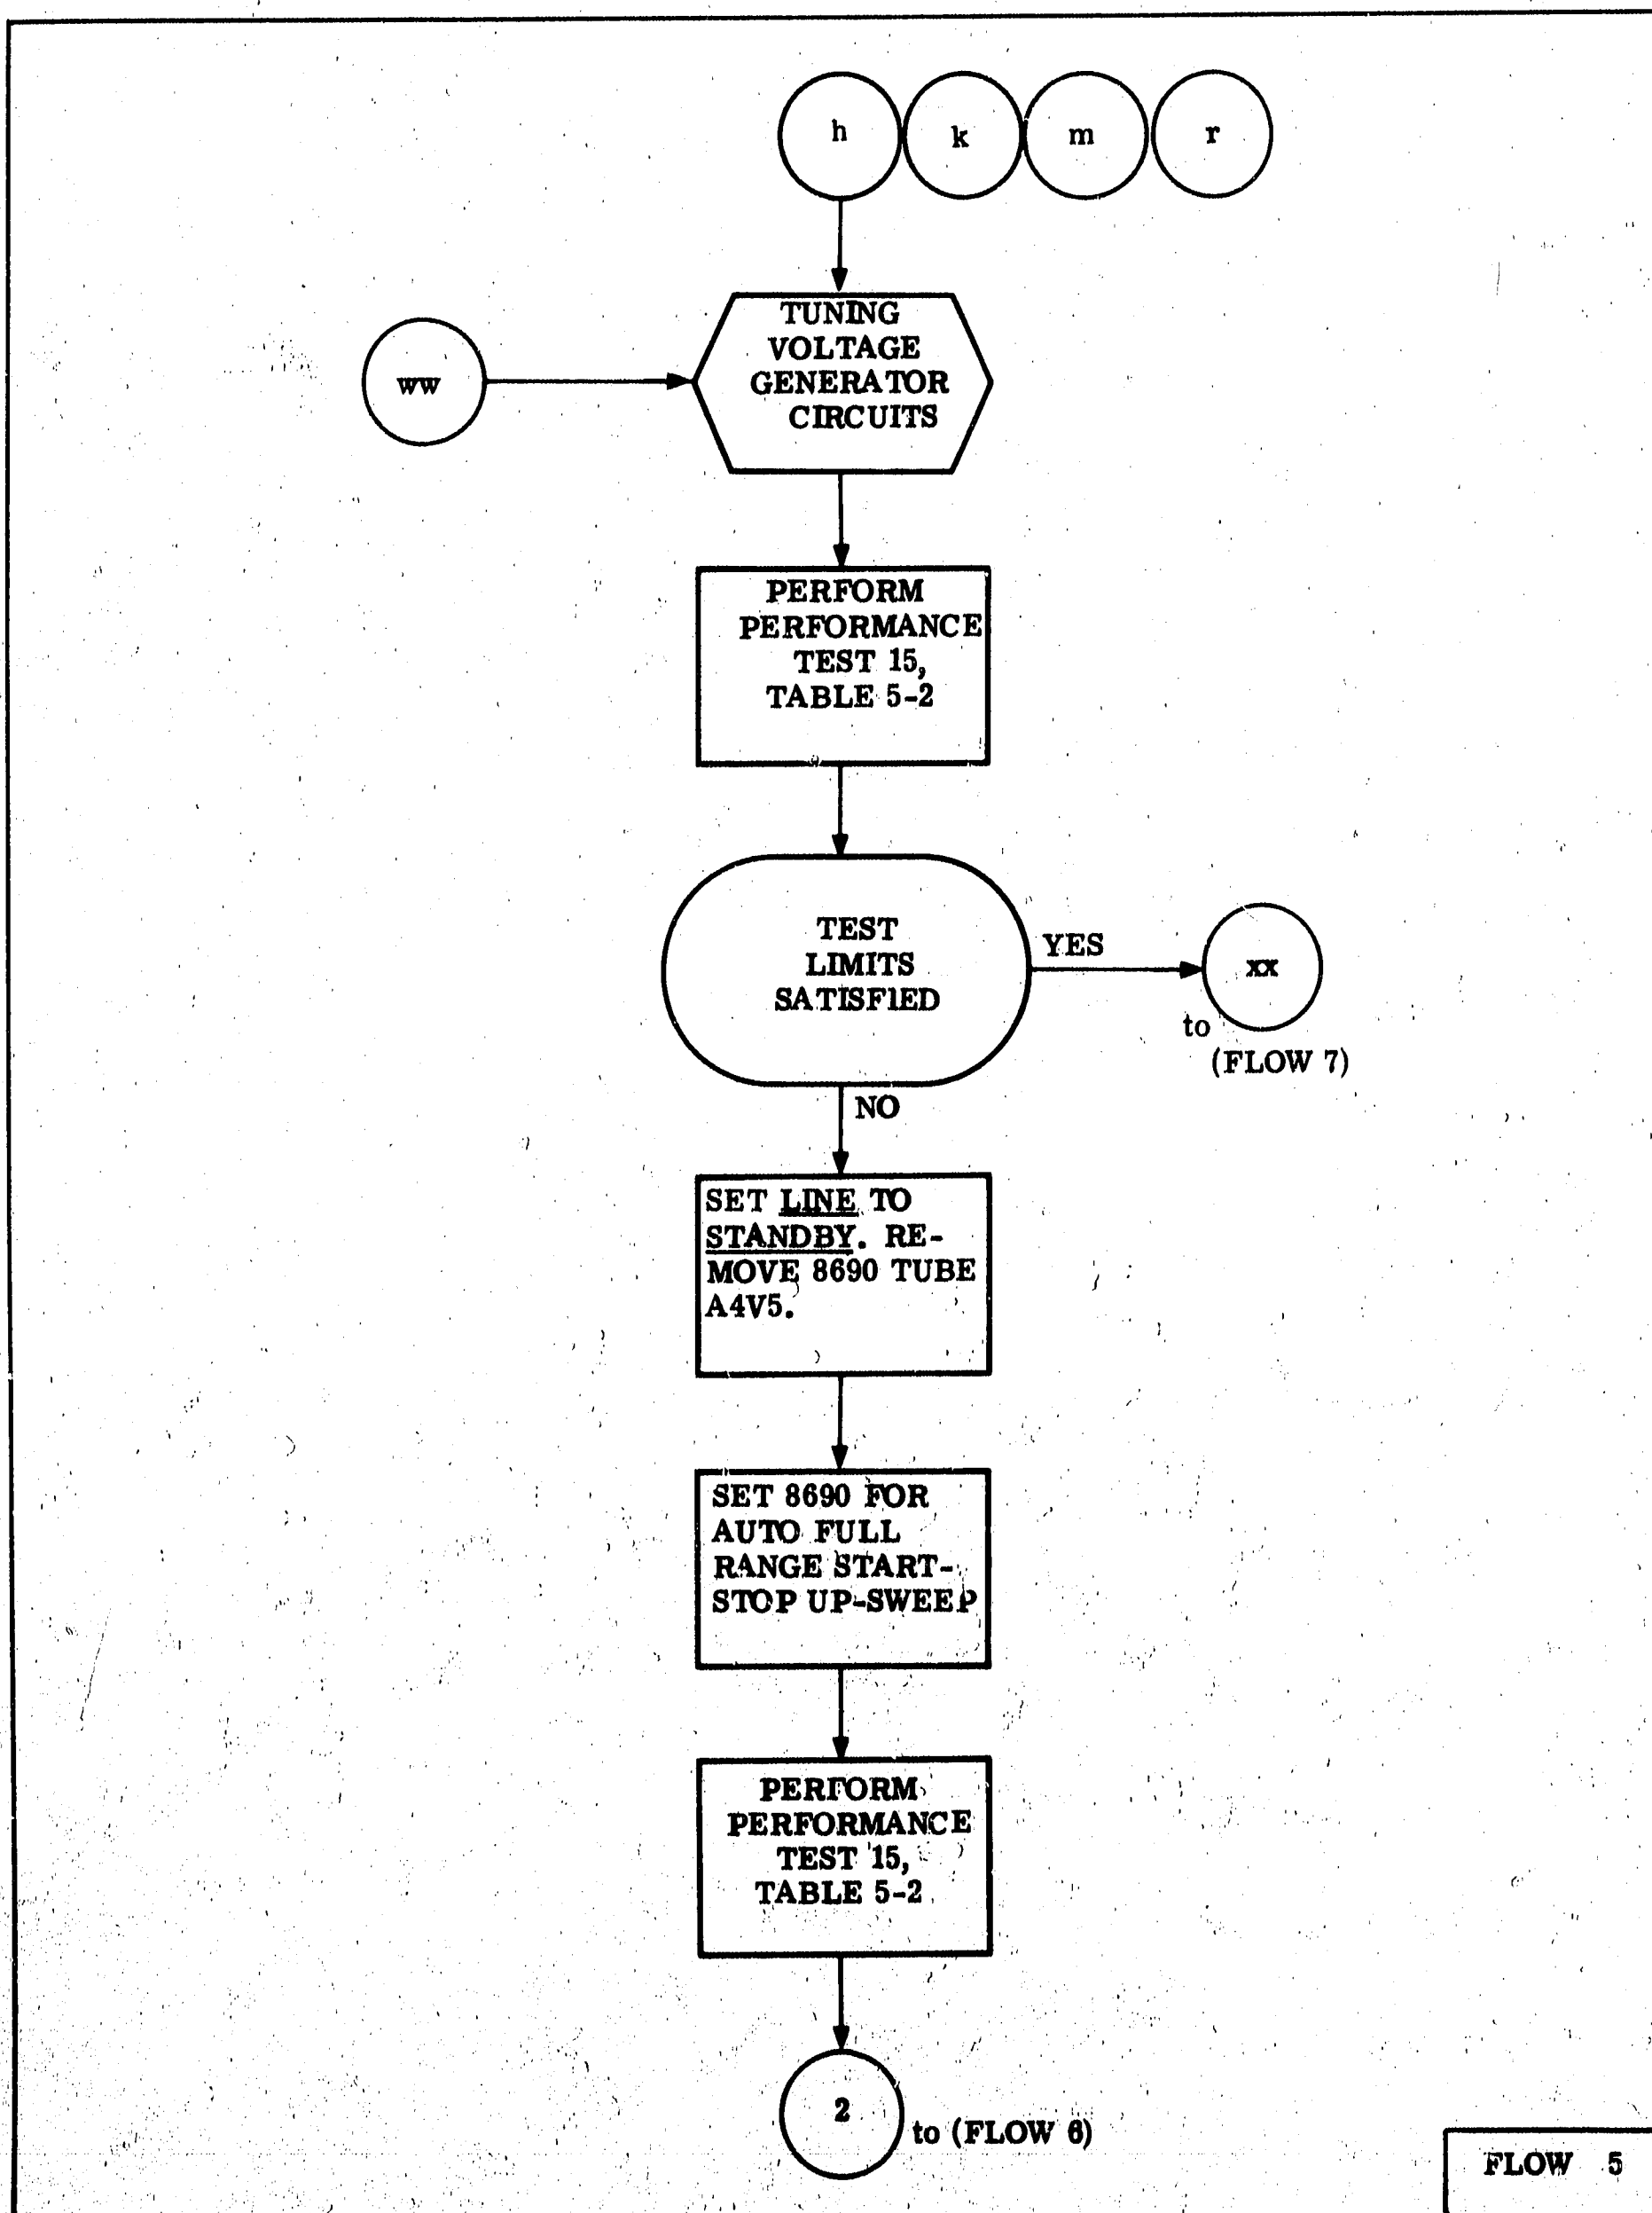 h k m r
TUNING
VOLTAGE
GENERATOR
CIRCUITS
ww
PERFORM
PERFORMANCE
TEST 15,
TABLE 5-2
TEST
LIMITS
SATISFIED
YES
xx
to
(FLOW 7)
NO
SET LINE TO
STANDBY. RE-
MOVE 8690 TUBE
A4V5.
SET 8690 FOR
AUTO FULL
RANGE START-
STOP UP-SWEEP
PERFORM
PERFORMANCE
TEST 15,
TABLE 5-2
2
to (FLOW 6)
FLOW 5